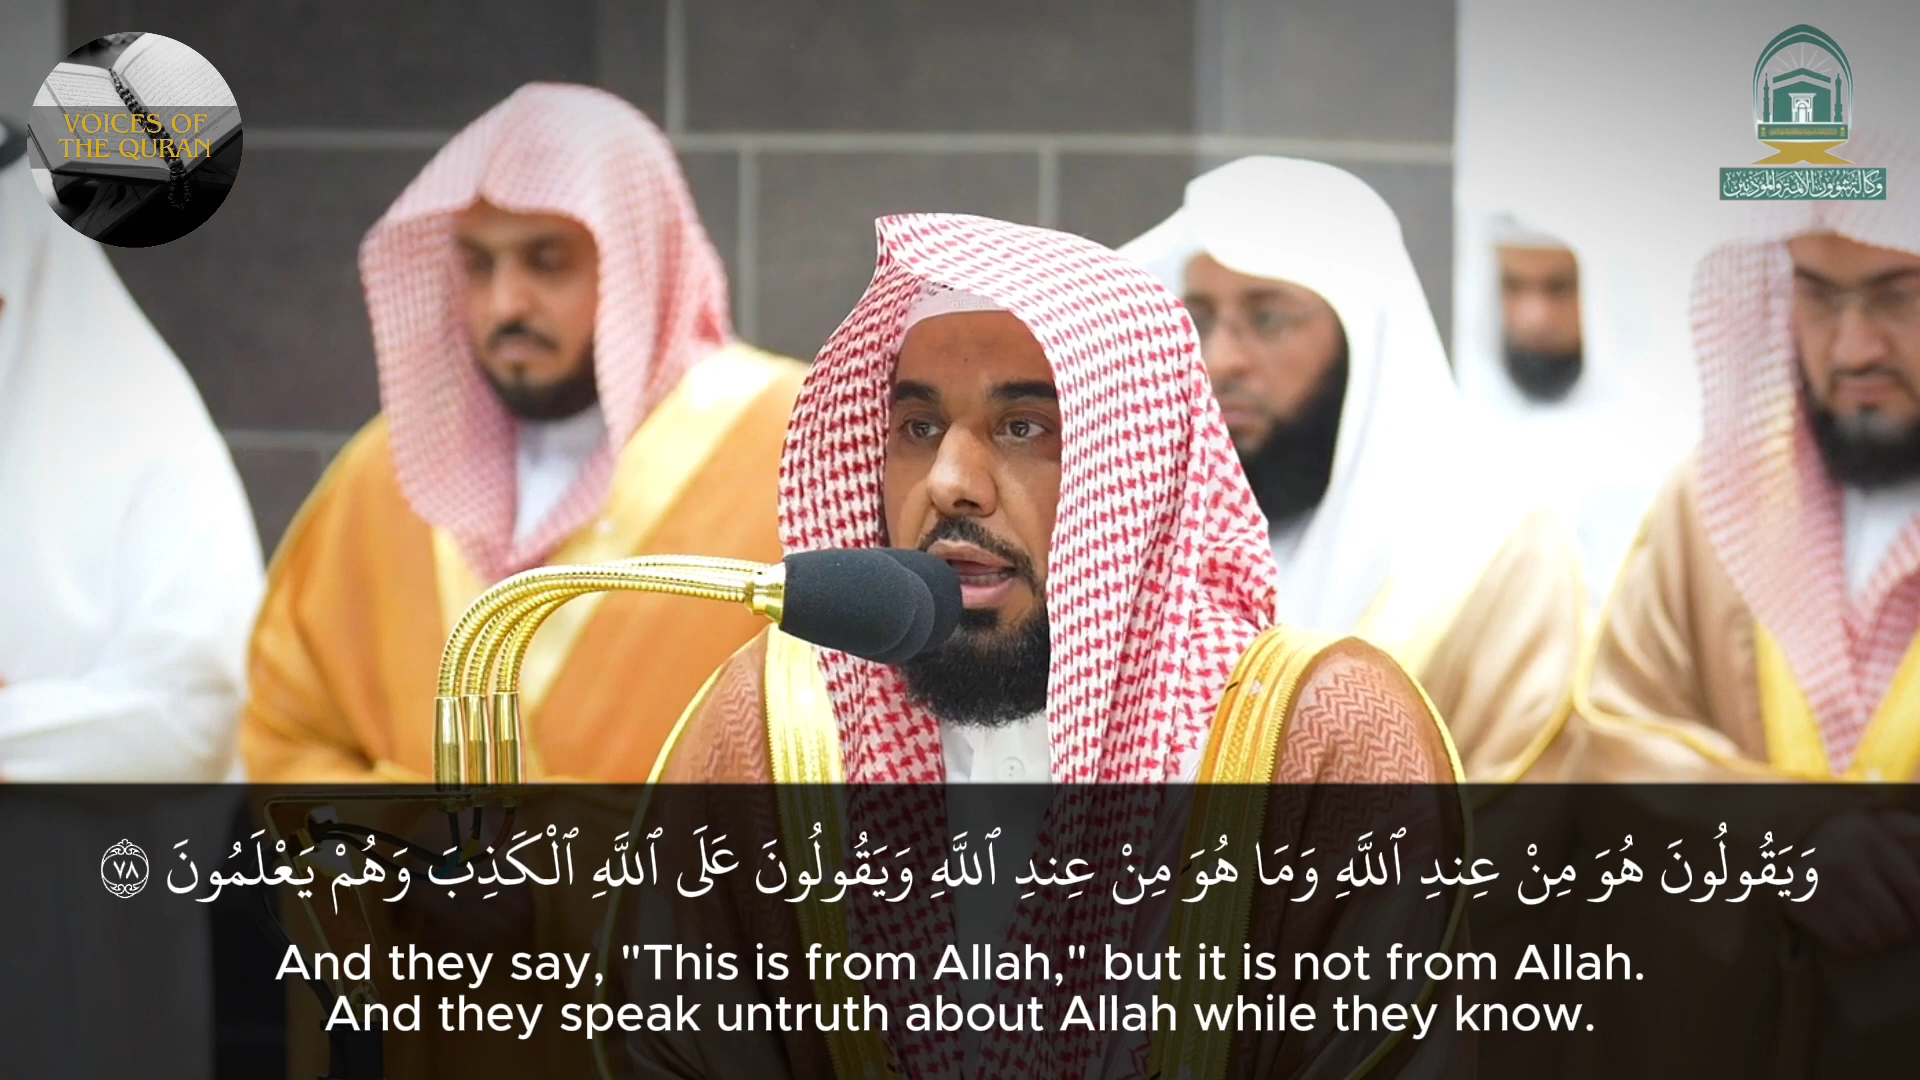 VOICES OF
THE QURAN
وكالة شؤون الأئمة والمؤذنين
وَيَقُولُونَ هُوَ مِنْ عِندِ ٱللَّهِ وَمَا هُوَ مِنْ عِندِ ٱللَّهِ وَيَقُولُونَ عَلَى ٱللَّهِ ٱلْكَذِبَ وَهُمْ يَعْلَمُونَ ٧٨
And they say, "This is from Allah," but it is not from Allah.
And they speak untruth about Allah while they know.